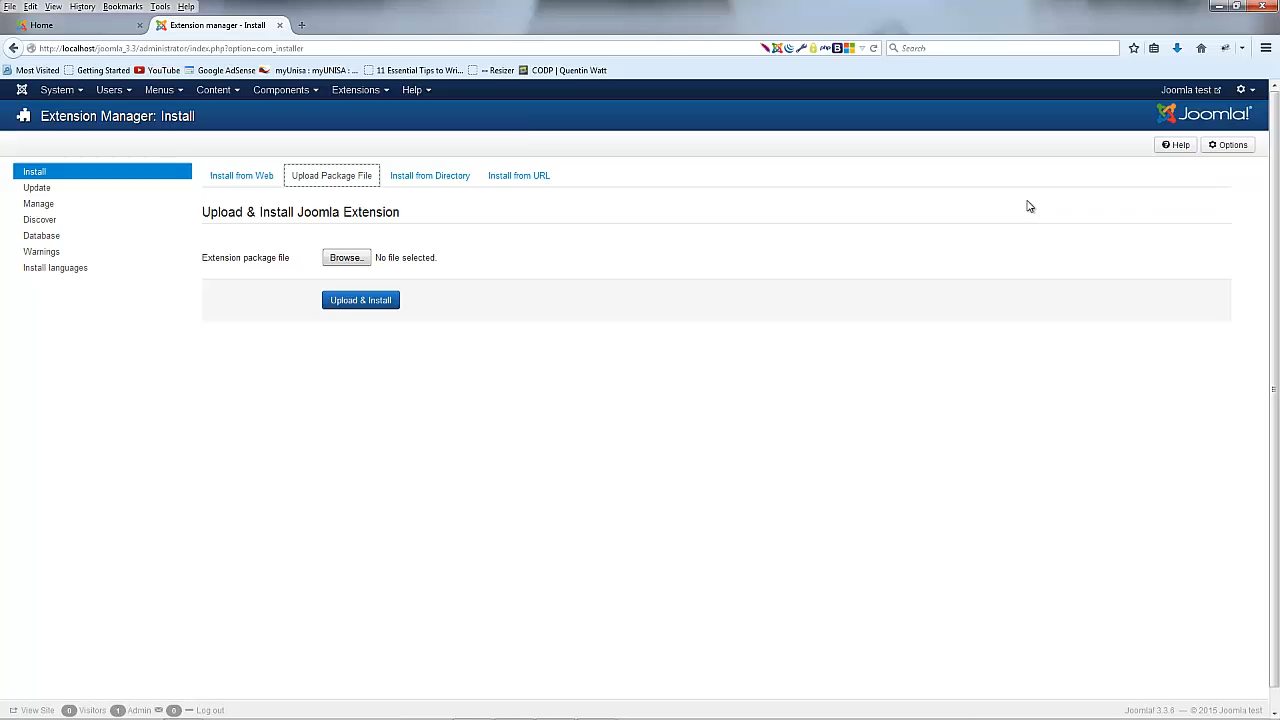 File Edit View History Bookmarks Tools Help
Home × Extension manager - Install × +
http://localhost/joomla_3.3/administrator/index.php?option=com_installer php B Search
Most Visited Getting Started YouTube Google AdSense myUnisa : myUNISA : ... 11 Essential Tips to Wri... -- Resizer CODP | Quentin Watt
System Users Menus Content Components Extensions Help Joomla test
Extension Manager: Install Joomla!
Help Options
Install
Update
Manage
Discover
Database
Warnings
Install languages
Install from Web Upload Package File Install from Directory Install from URL
Upload & Install Joomla Extension
Extension package file Browse... No file selected.
Upload & Install
View Site 0 Visitors 1 Admin 0 Log out Joomla! 3.3.6 — © 2015 Joomla test